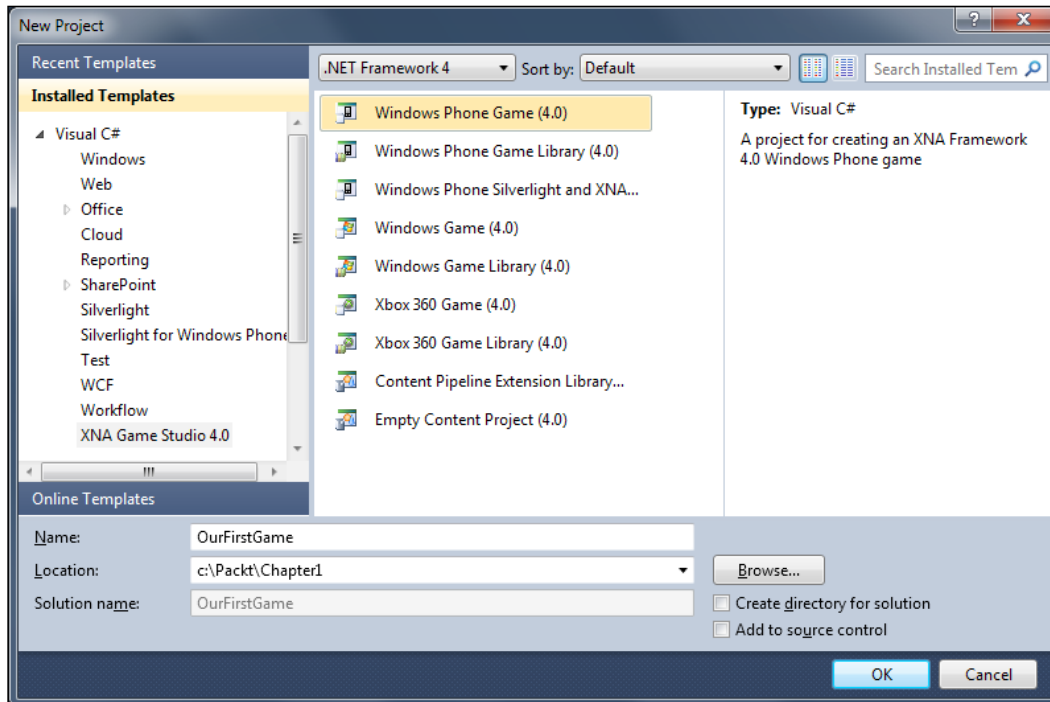 New Project
Recent Templates
Installed Templates
Visual C#
Windows
Web
Office
Cloud
Reporting
SharePoint
Silverlight
Silverlight for Windows Phone
Test
WCF
Workflow
XNA Game Studio 4.0
Online Templates
.NET Framework 4 Sort by: Default Search Installed Tem
Windows Phone Game (4.0)
Windows Phone Game Library (4.0)
Windows Phone Silverlight and XNA...
Windows Game (4.0)
Windows Game Library (4.0)
Xbox 360 Game (4.0)
Xbox 360 Game Library (4.0)
Content Pipeline Extension Library...
Empty Content Project (4.0)
Type: Visual C#
A project for creating an XNA Framework
4.0 Windows Phone game
Name: OurFirstGame
Location: c:\Packt\Chapter1 Browse...
Solution name: OurFirstGame Create directory for solution
Add to source control
OK Cancel